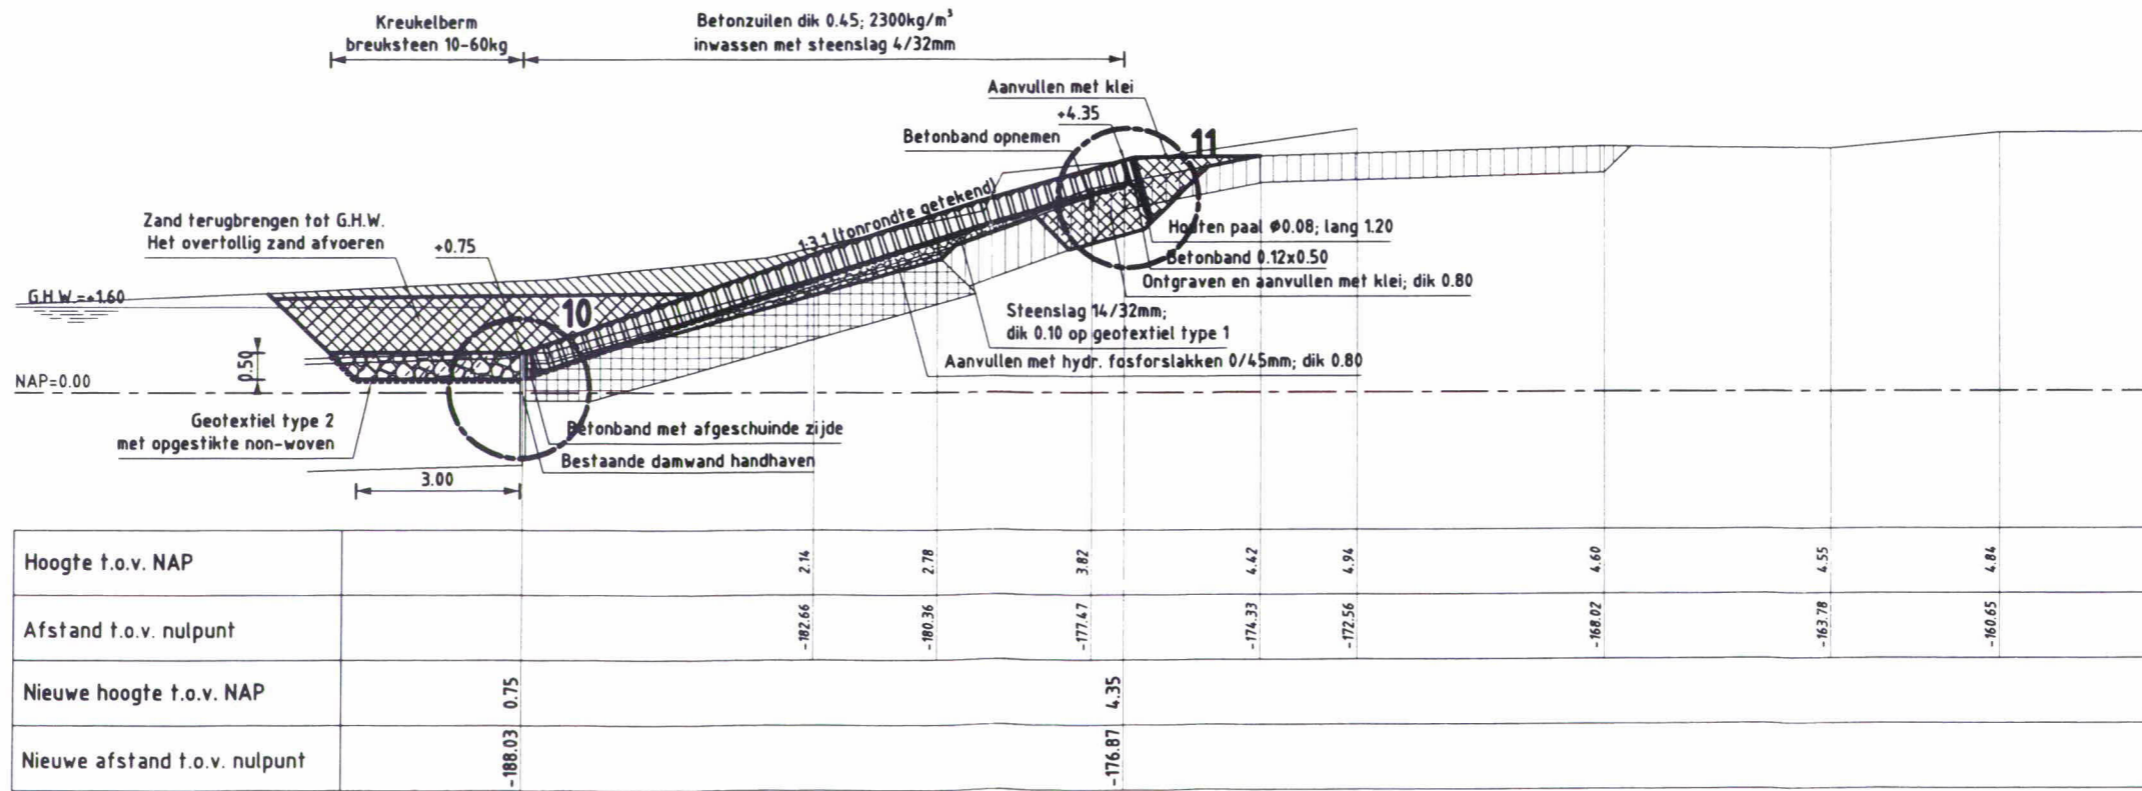 Kreukelberm
breuksteen 10-60kg
Betonzuilen dik 0.45; 2300kg/m³
inwassen met steenslag 4/32mm
Aanvullen met klei
+4.35
Betonband opnemen
11
1:3.1 (tonrondte getekend)
Zand terugbrengen tot G.H.W.
Het overtollig zand afvoeren
+0.75
Houten paal ø0.08; lang 1.20
Betonband 0.12x0.50
Ontgraven en aanvullen met klei; dik 0.80
G.H.W.=+1.60
10
Steenslag 14/32mm;
dik 0.10 op geotextiel type 1
Aanvullen met hydr. fosforslakken 0/45mm; dik 0.80
0.50
NAP=0.00
Geotextiel type 2
met opgestikte non-woven
Betonband met afgeschuinde zijde
Bestaande damwand handhaven
3.00
Hoogte t.o.v. NAP 2.14 2.78 3.82 4.42 4.94 4.60 4.55 4.84
Afstand t.o.v. nulpunt -182.66 -180.36 -177.47 -174.33 -172.56 -168.02 -163.78 -160.65
Nieuwe hoogte t.o.v. NAP 0.75 4.35
Nieuwe afstand t.o.v. nulpunt -188.03 -176.87